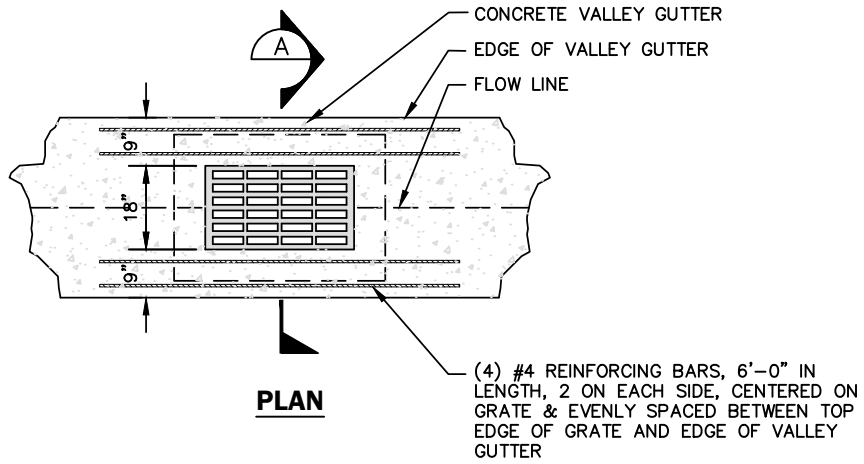 CONCRETE VALLEY GUTTER
A
EDGE OF VALLEY GUTTER
FLOW LINE
9"
18"
9"
(4) #4 REINFORCING BARS, 6'-0" IN
LENGTH, 2 ON EACH SIDE, CENTERED ON
GRATE & EVENLY SPACED BETWEEN TOP
EDGE OF GRATE AND EDGE OF VALLEY
GUTTER
PLAN